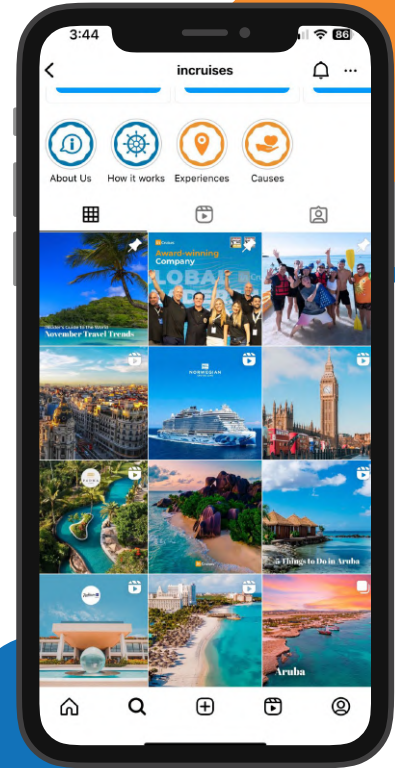 3:44
86
incruises
About Us
How it works
Experiences
Causes
November Travel Trends
Award-winning
Company
NORWEGIAN
5 Things to Do in Aruba
Aruba